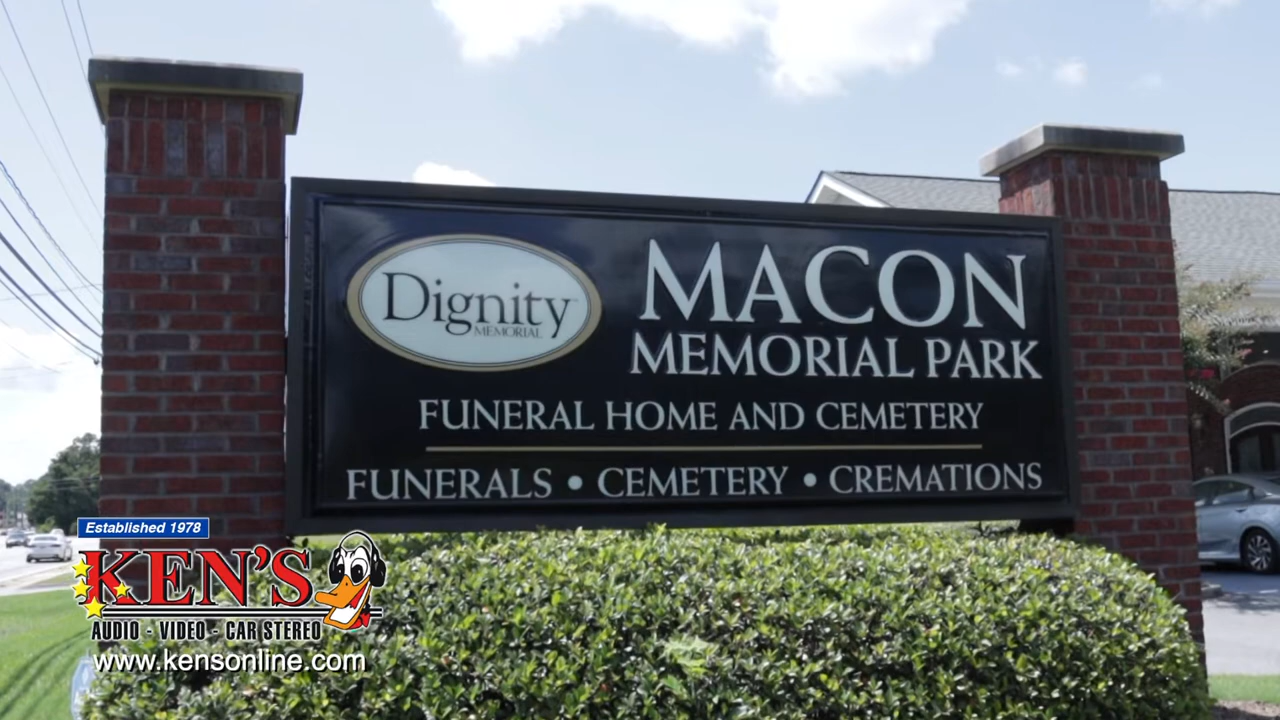 Dignity
MEMORIAL
MACON
MEMORIAL PARK
FUNERAL HOME AND CEMETERY
FUNERALS • CEMETERY • CREMATIONS
Established 1978
KEN'S
AUDIO - VIDEO - CAR STEREO
www.kensonline.com